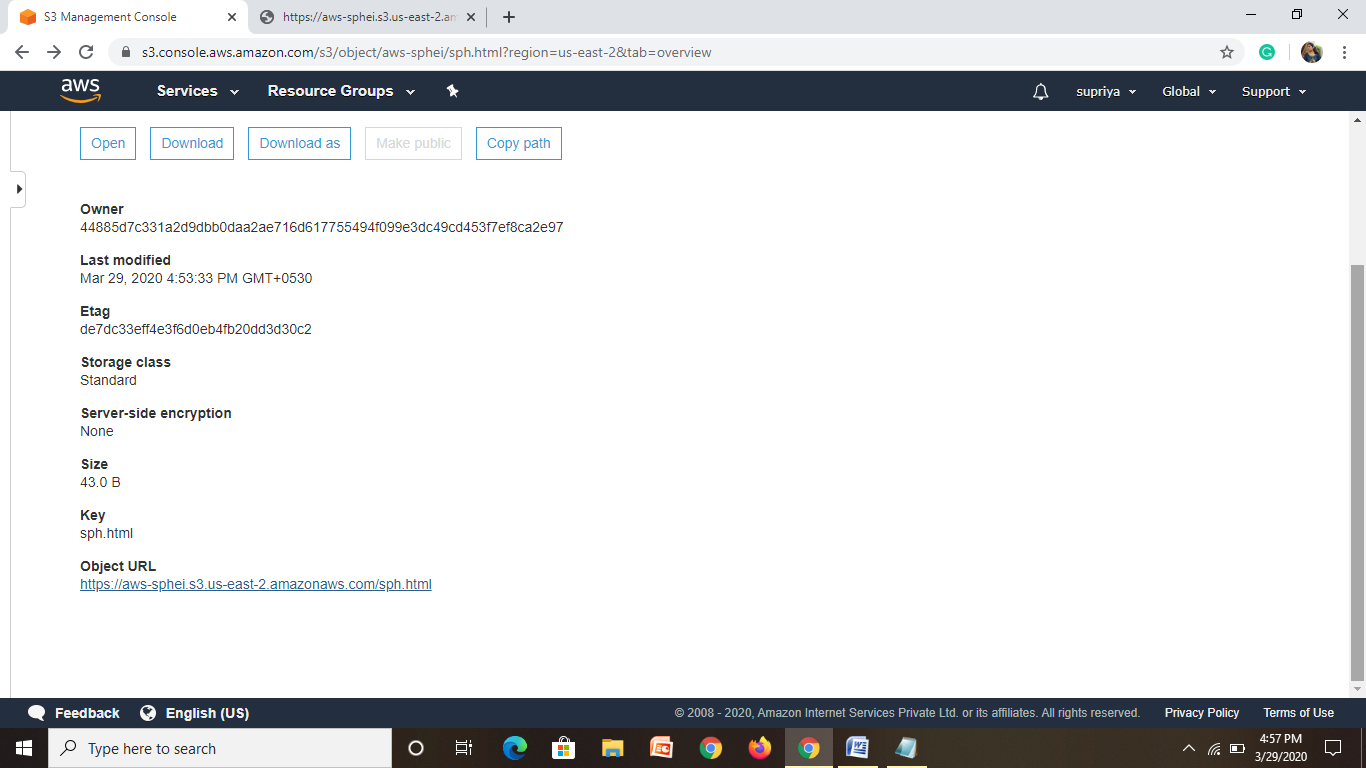 S3 Management Console
https://aws-sphei.s3.us-east-2.am
s3.console.aws.amazon.com/s3/object/aws-sphei/sph.html?region=us-east-2&tab=overview
aws Services Resource Groups supriya Global Support
Open Download Download as Make public Copy path
Owner
44885d7c331a2d9dbb0daa2ae716d617755494f099e3dc49cd453f7ef8ca2e97
Last modified
Mar 29, 2020 4:53:33 PM GMT+0530
Etag
de7dc33eff4e3f6d0eb4fb20dd3d30c2
Storage class
Standard
Server-side encryption
None
Size
43.0 B
Key
sph.html
Object URL
https://aws-sphei.s3.us-east-2.amazonaws.com/sph.html
Feedback English (US) © 2008 - 2020, Amazon Internet Services Private Ltd. or its affiliates. All rights reserved. Privacy Policy Terms of Use
Type here to search
4:57 PM
3/29/2020